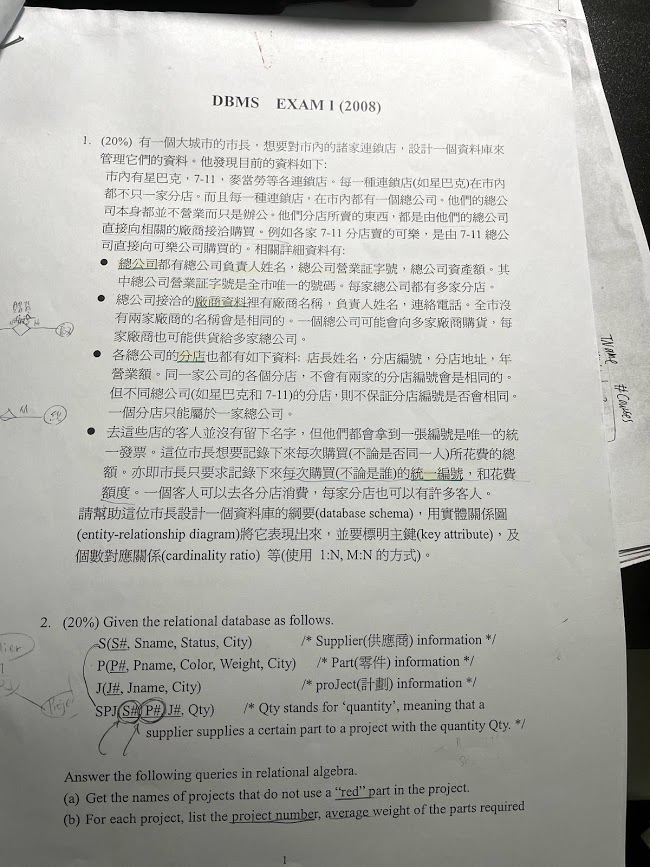 DBMS EXAM I (2008)
1. (20%) 有一個大城市的市長，想要對市內的諸家連鎖店，設計一個資料庫來
管理它們的資料。他發現目前的資料如下:
市內有星巴克，7-11，麥當勞等各連鎖店。每一種連鎖店(如星巴克)在市內
都不只一家分店。而且每一種連鎖店，在市內都有一個總公司。他們的總公
司本身都並不營業而只是辦公。他們分店所賣的東西，都是由他們的總公司
直接向相關的廠商接洽購買。例如各家 7-11 分店賣的可樂，是由 7-11 總公
司直接向可樂公司購買的。相關詳細資料有:
● 總公司都有總公司負責人姓名，總公司營業証字號，總公司資產額。其
中總公司營業証字號是全市唯一的號碼。每家總公司都有多家分店。
● 總公司接洽的廠商資料裡有廠商名稱，負責人姓名，連絡電話。全市沒
有兩家廠商的名稱會是相同的。一個總公司可能會向多家廠商購貨，每
家廠商也可能供貨給多家總公司。
● 各總公司的分店也都有如下資料: 店長姓名，分店編號，分店地址，年
營業額。同一家公司的各個分店，不會有兩家的分店編號會是相同的。
但不同總公司(如星巴克和 7-11)的分店，則不保証分店編號是否會相同。
一個分店只能屬於一家總公司。
● 去這些店的客人並沒有留下名字，但他們都會拿到一張編號是唯一的統
一發票。這位市長想要記錄下來每次購買(不論是否同一人)所花費的總
額。亦即市長只要求記錄下來每次購買(不論是誰)的統一編號，和花費
額度。一個客人可以去各分店消費，每家分店也可以有許多客人。
請幫助這位市長設計一個資料庫的綱要(database schema)，用實體關係圖
(entity-relationship diagram)將它表現出來，並要標明主鍵(key attribute)，及
個數對應關係(cardinality ratio) 等(使用 1:N, M:N 的方式)。
2. (20%) Given the relational database as follows.
S(S#, Sname, Status, City) /* Supplier(供應商) information */
P(P#, Pname, Color, Weight, City) /* Part(零件) information */
J(J#, Jname, City) /* proJect(計劃) information */
SPJ(S#, P#, J#, Qty) /* Qty stands for ‘quantity’, meaning that a
supplier supplies a certain part to a project with the quantity Qty. */
Answer the following queries in relational algebra.
(a) Get the names of projects that do not use a “red” part in the project.
(b) For each project, list the project number, average weight of the parts required
1